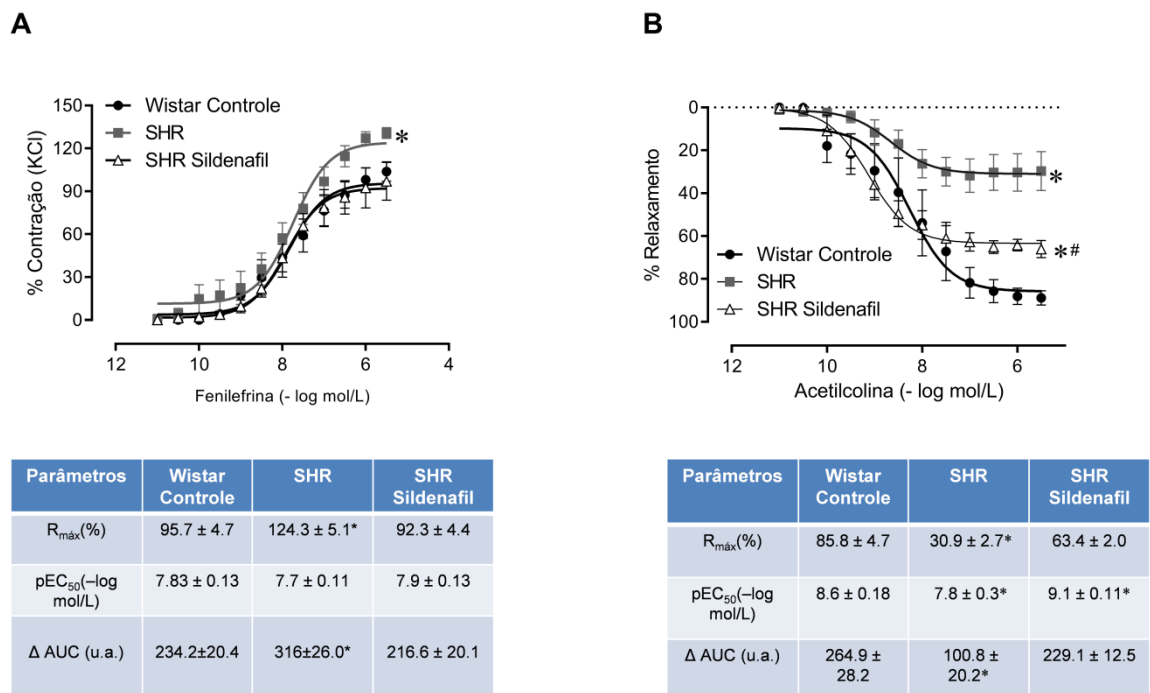 A
% Contração (KCl)
150
120
90
60
30
0
Wistar Controle
SHR
SHR Sildenafil
*
12
10
8
6
4
Fenilefrina (- log mol/L)
B
% Relaxamento
0
20
40
60
80
100
Wistar Controle
SHR
SHR Sildenafil
*
*#
12
10
8
6
Acetilcolina (- log mol/L)
Parâmetros Wistar Controle SHR SHR Sildenafil
Rmáx(%) 95.7 ± 4.7 124.3 ± 5.1* 92.3 ± 4.4
pEC50(–log mol/L) 7.83 ± 0.13 7.7 ± 0.11 7.9 ± 0.13
Δ AUC (u.a.) 234.2±20.4 316±26.0* 216.6 ± 20.1
Parâmetros Wistar Controle SHR SHR Sildenafil
Rmáx(%) 85.8 ± 4.7 30.9 ± 2.7* 63.4 ± 2.0
pEC50(–log mol/L) 8.6 ± 0.18 7.8 ± 0.3* 9.1 ± 0.11*
Δ AUC (u.a.) 264.9 ± 28.2 100.8 ± 20.2* 229.1 ± 12.5